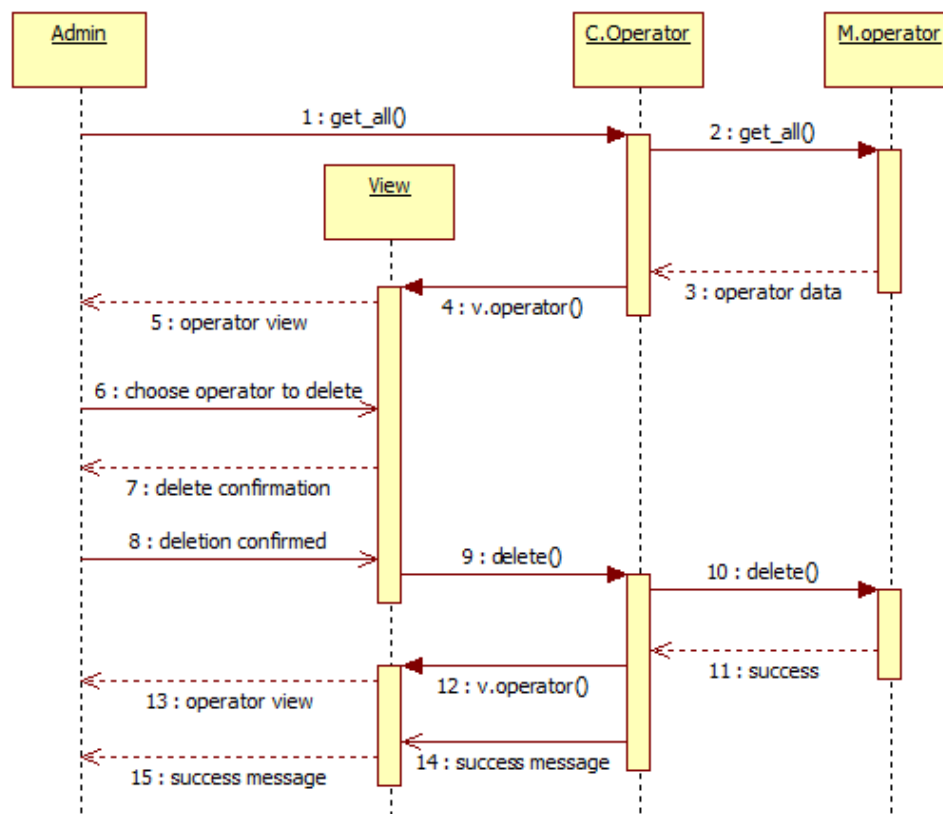 Admin
C.Operator
M.operator
1 : get_all()
2 : get_all()
View
3 : operator data
4 : v.operator()
5 : operator view
6 : choose operator to delete
7 : delete confirmation
8 : deletion confirmed
9 : delete()
10 : delete()
11 : success
12 : v.operator()
13 : operator view
14 : success message
15 : success message